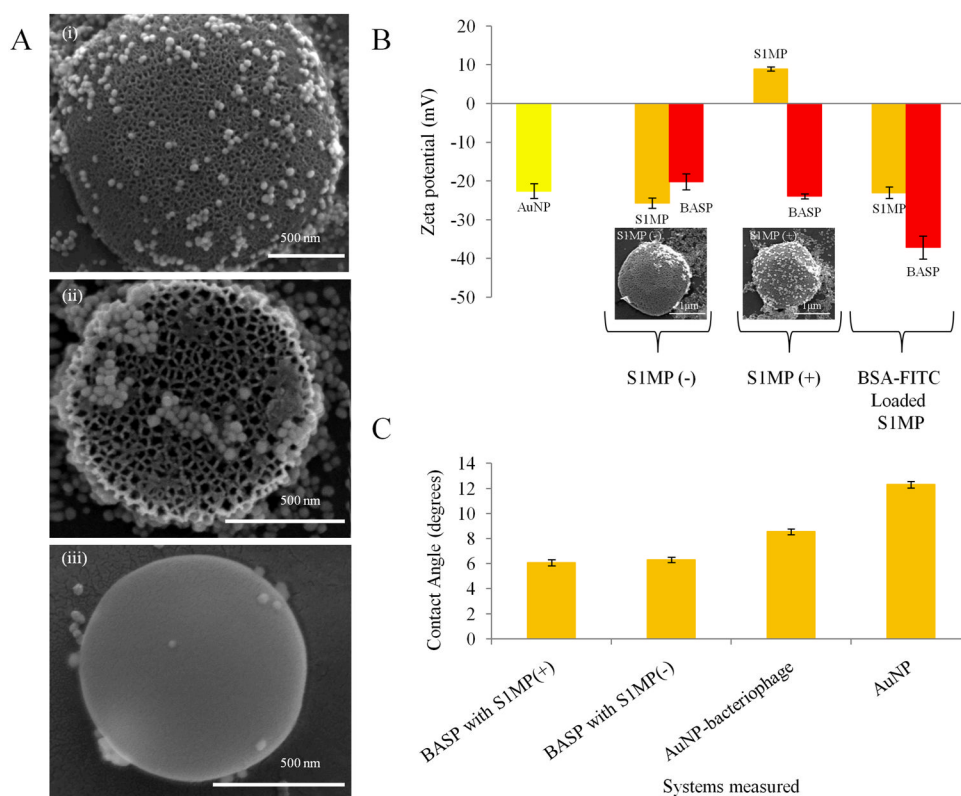 A
(i)
500 nm
(ii)
500 nm
(iii)
500 nm
B
Zeta potential (mV)
20
10
0
-10
-20
-30
-40
-50
AuNP
S1MP
BASP
S1MP
BASP
S1MP
BASP
S1MP (-)
1µm
S1MP (+)
1µm
S1MP (-)
S1MP (+)
BSA-FITC
Loaded
S1MP
C
Contact Angle (degrees)
14
12
10
8
6
4
2
0
BASP with S1MP(+)
BASP with S1MP(-)
AuNP-bacteriophage
AuNP
Systems measured